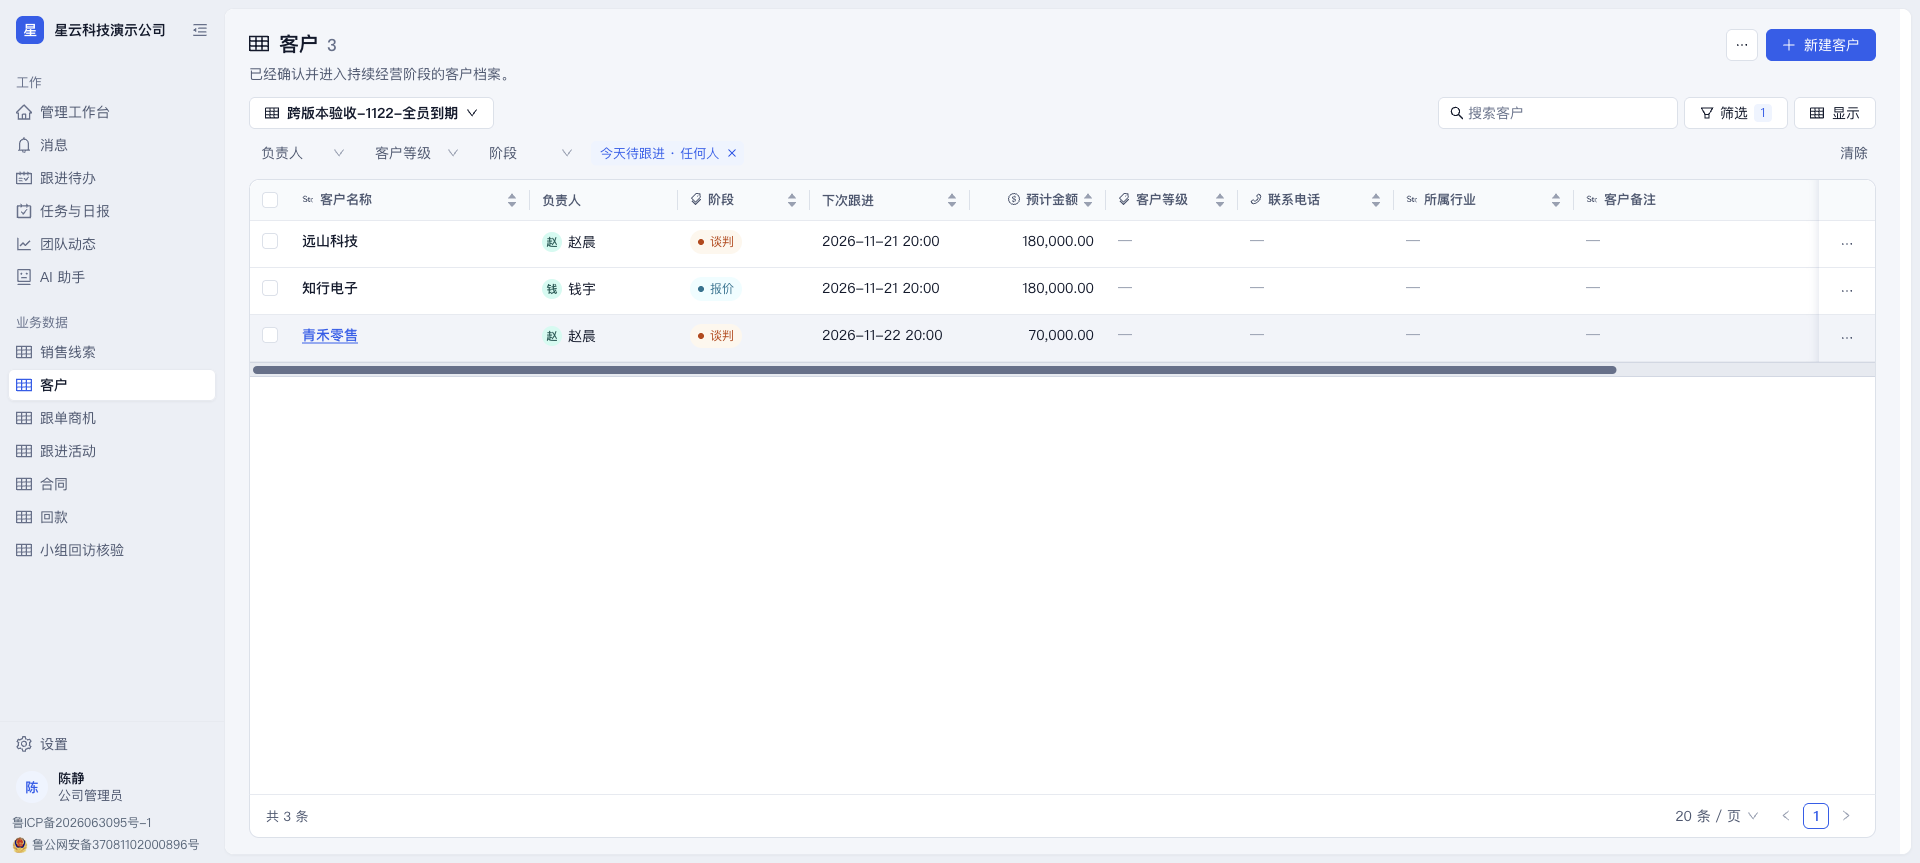 星 星云科技演示公司
工作
管理工作台
消息
跟进待办
任务与日报
团队动态
AI 助手
业务数据
销售线索
客户
跟单商机
跟进活动
合同
回款
小组回访核验
设置
陈 陈静
公司管理员
鲁ICP备2026063095号-1
鲁公网安备37081102000896号
客户 3
··· 新建客户
已经确认并进入持续经营阶段的客户档案。
跨版本验收-1122-全员到期
搜索客户 筛选 1 显示
负责人 客户等级 阶段 今天待跟进 · 任何人 × 清除
Str 客户名称 负责人 阶段 下次跟进 预计金额 客户等级 联系电话 Str 所属行业 Str 客户备注
远山科技 赵 赵晨 谈判 2026-11-21 20:00 180,000.00 — — — — ···
知行电子 钱 钱宇 报价 2026-11-21 20:00 180,000.00 — — — — ···
青禾零售 赵 赵晨 谈判 2026-11-22 20:00 70,000.00 — — — — ···
共 3 条 20 条 / 页 < 1 >